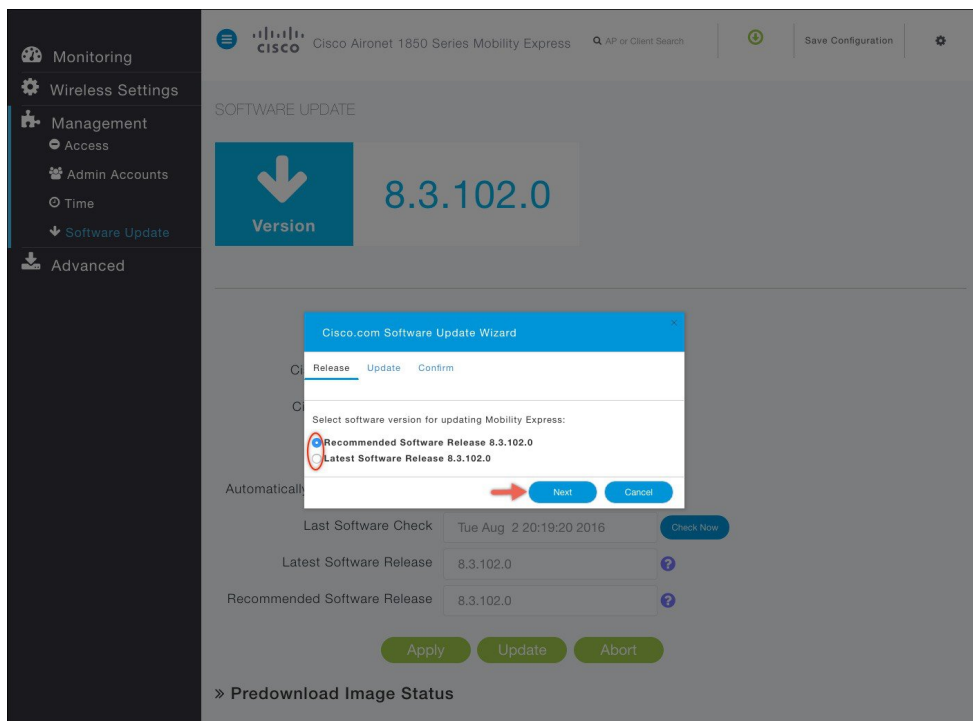 Monitoring
Wireless Settings
Management
Access
Admin Accounts
Time
Software Update
Advanced
CISCO
Cisco Aironet 1850 Series Mobility Express
AP or Client Search
Save Configuration
SOFTWARE UPDATE
Version
8.3.102.0
Cisco.com Software Update Wizard
×
Release Update Confirm
Ci
Ci
Select software version for updating Mobility Express:
Recommended Software Release 8.3.102.0
Latest Software Release 8.3.102.0
Automatically
Next
Cancel
Last Software Check
Tue Aug 2 20:19:20 2016
Check Now
Latest Software Release
8.3.102.0
?
Recommended Software Release
8.3.102.0
?
Apply
Update
Abort
» Predownload Image Status